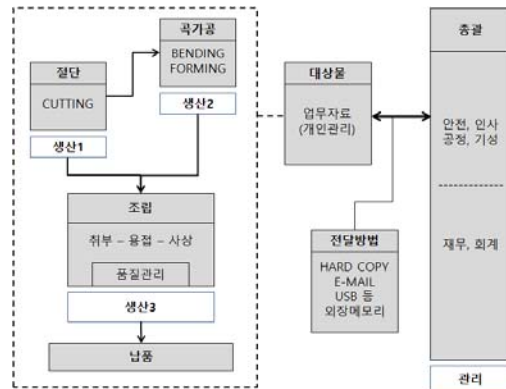 절단
CUTTING
생산1
곡가공
BENDING
FORMING
생산2
조립
취부 – 용접 – 사상
품질관리
생산3
납품
대상물
업무자료
(개인관리)
전달방법
HARD COPY
E-MAIL
USB 등
외장메모리
총괄
안전, 인사
공정, 기성
재무, 회계
관리